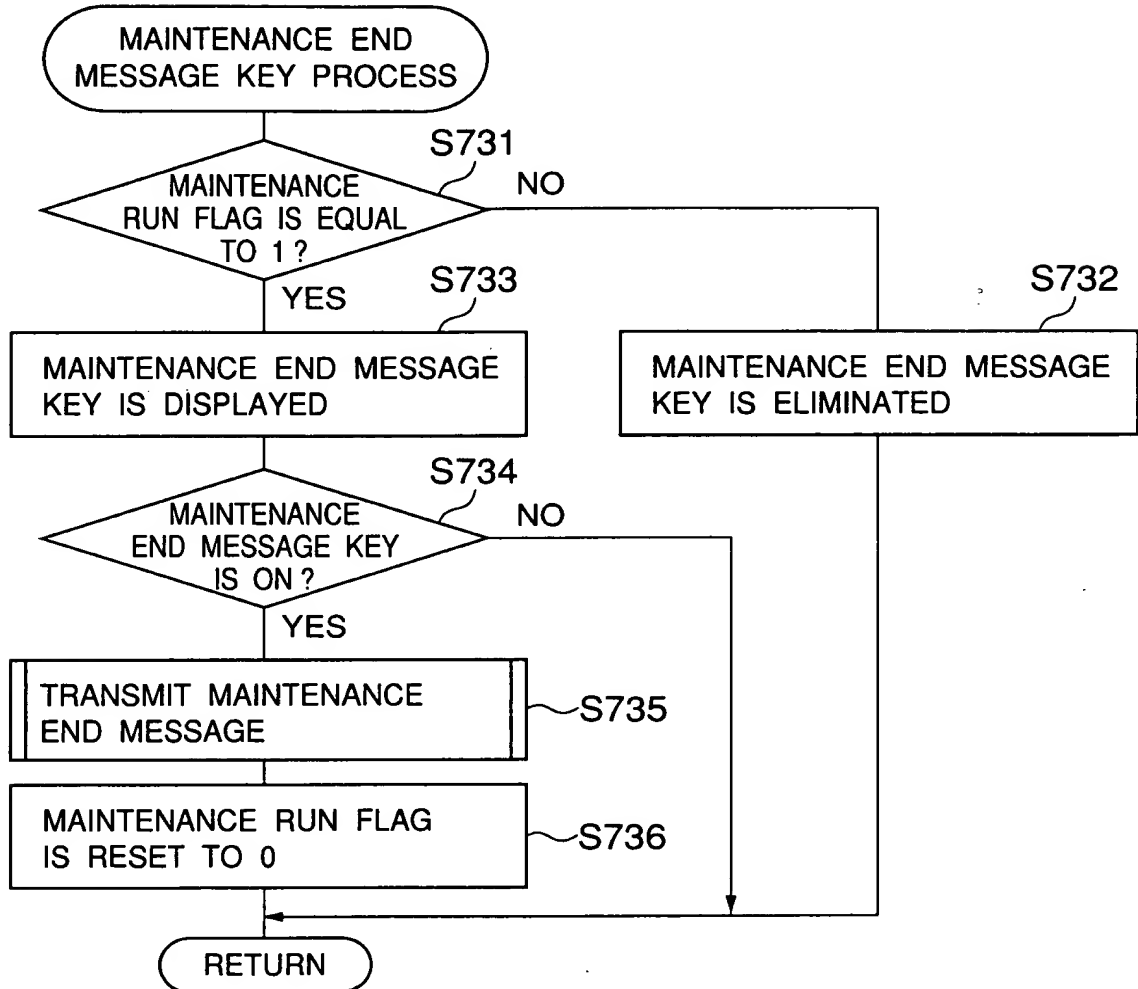 MAINTENANCE END
MESSAGE KEY PROCESS
S731
MAINTENANCE
RUN FLAG IS EQUAL
TO 1?
NO
YES
S733
MAINTENANCE END MESSAGE
KEY IS DISPLAYED
S732
MAINTENANCE END MESSAGE
KEY IS ELIMINATED
S734
MAINTENANCE
END MESSAGE KEY
IS ON?
NO
YES
TRANSMIT MAINTENANCE
END MESSAGE
S735
MAINTENANCE RUN FLAG
IS RESET TO 0
S736
RETURN